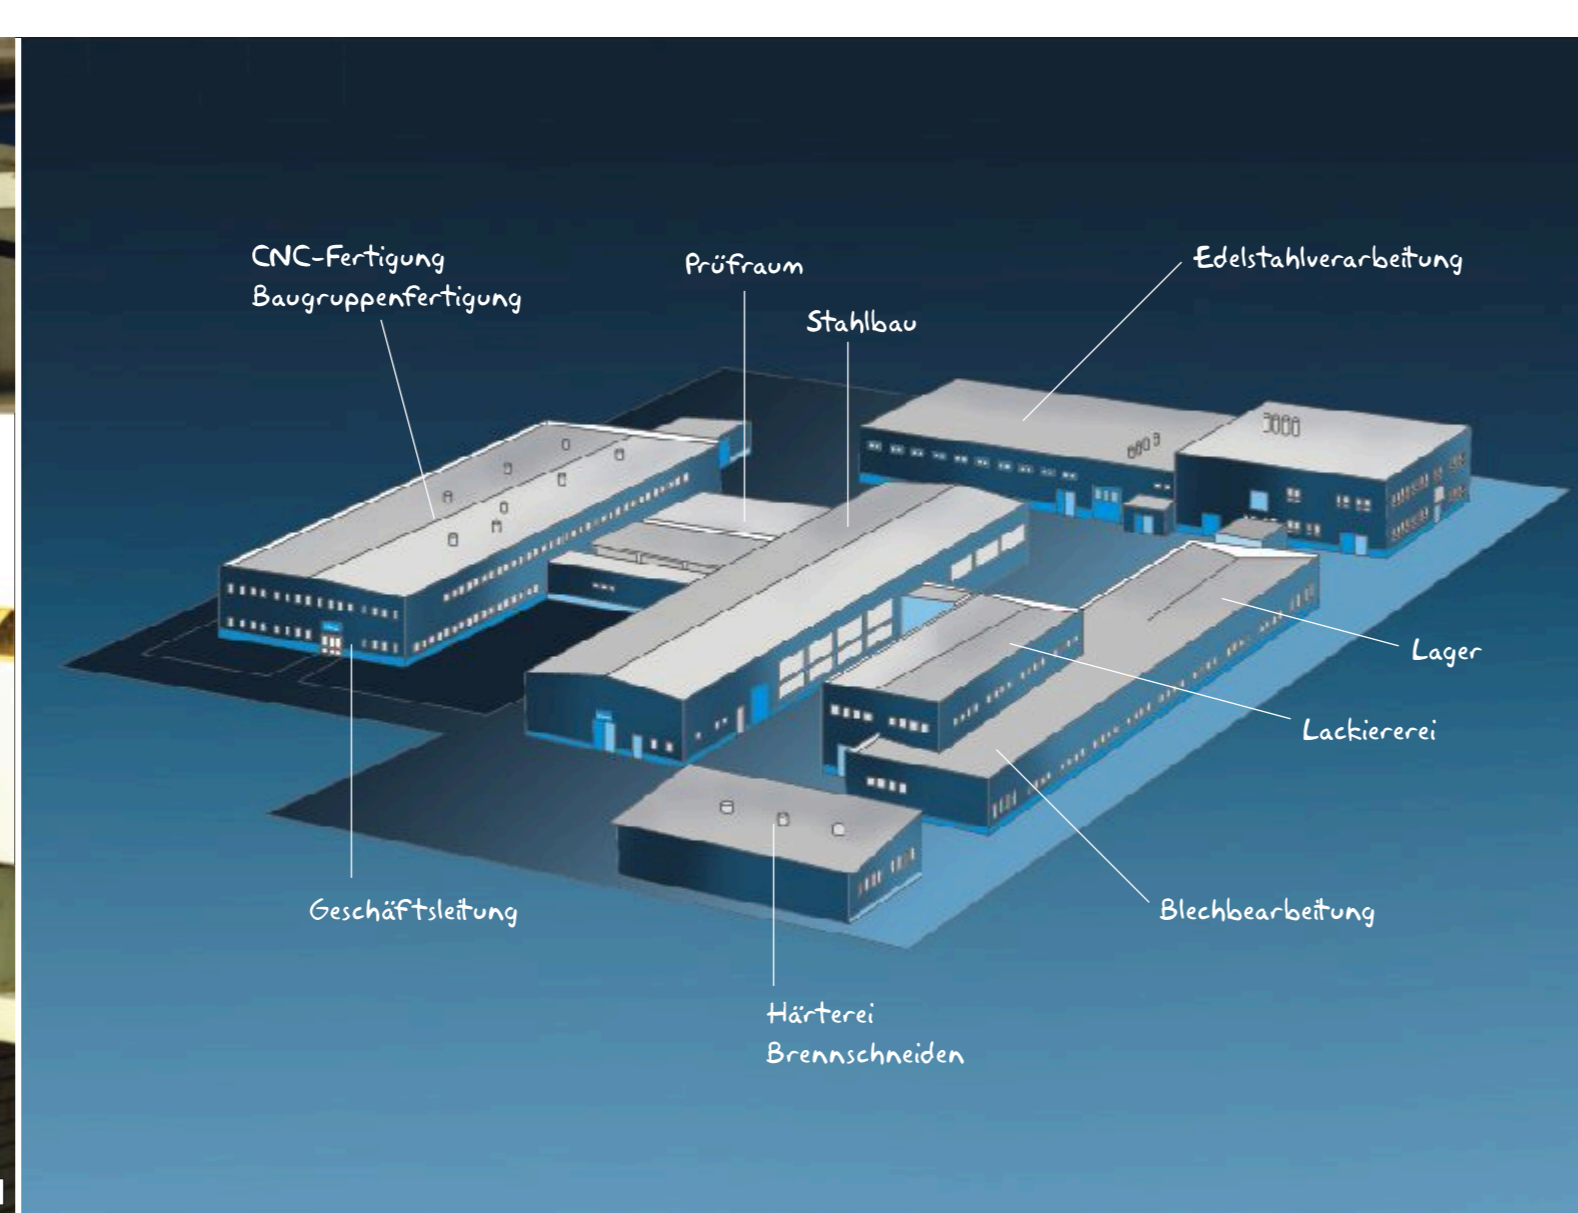 CNC-Fertigung
Baugruppenfertigung
Prüfraum
Stahlbau
Edelstahlverarbeitung
Lager
Lackiererei
Geschäftsleitung
Blechbearbeitung
Härterei
Brennschneiden